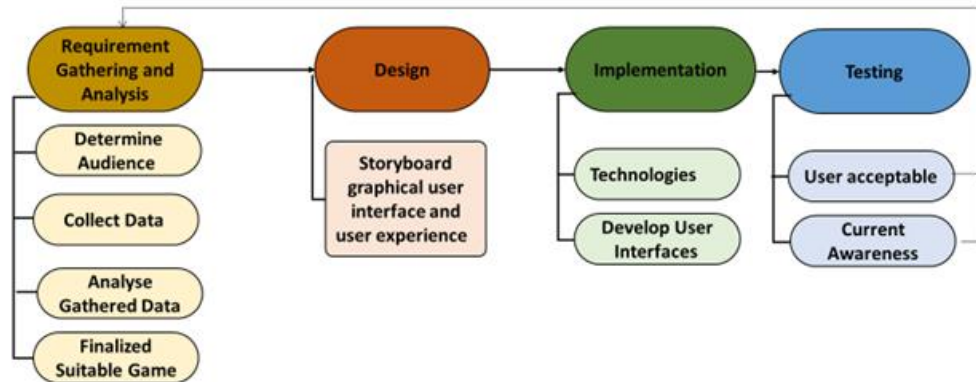 Requirement
Gathering and
Analysis
Design
Implementation
Testing
Determine
Audience
Collect Data
Analyse
Gathered Data
Finalized
Suitable Game
Storyboard
graphical user
interface and
user experience
Technologies
Develop User
Interfaces
User acceptable
Current
Awareness